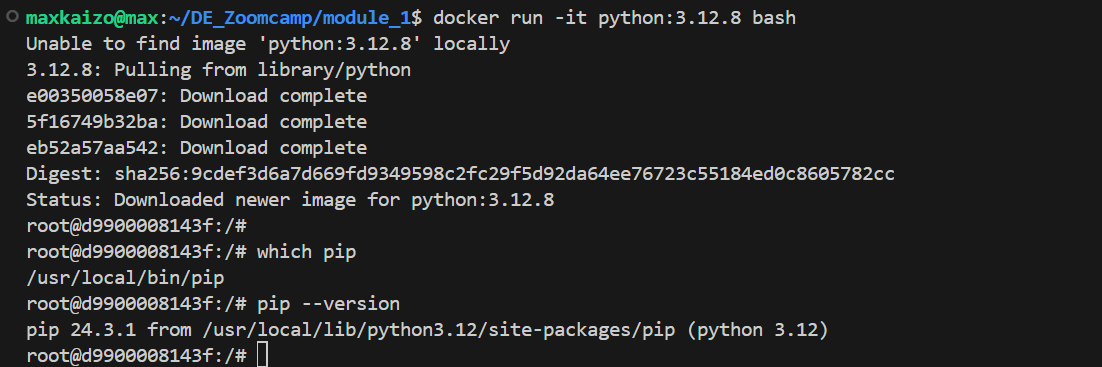 maxkaizo@max:~/DE_Zoomcamp/module_1$ docker run -it python:3.12.8 bash
Unable to find image 'python:3.12.8' locally
3.12.8: Pulling from library/python
e00350058e07: Download complete
5f16749b32ba: Download complete
eb52a57aa542: Download complete
Digest: sha256:9cdef3d6a7d669fd9349598c2fc29f5d92da64ee76723c55184ed0c8605782cc
Status: Downloaded newer image for python:3.12.8
root@d9900008143f:/#
root@d9900008143f:/# which pip
/usr/local/bin/pip
root@d9900008143f:/# pip --version
pip 24.3.1 from /usr/local/lib/python3.12/site-packages/pip (python 3.12)
root@d9900008143f:/#